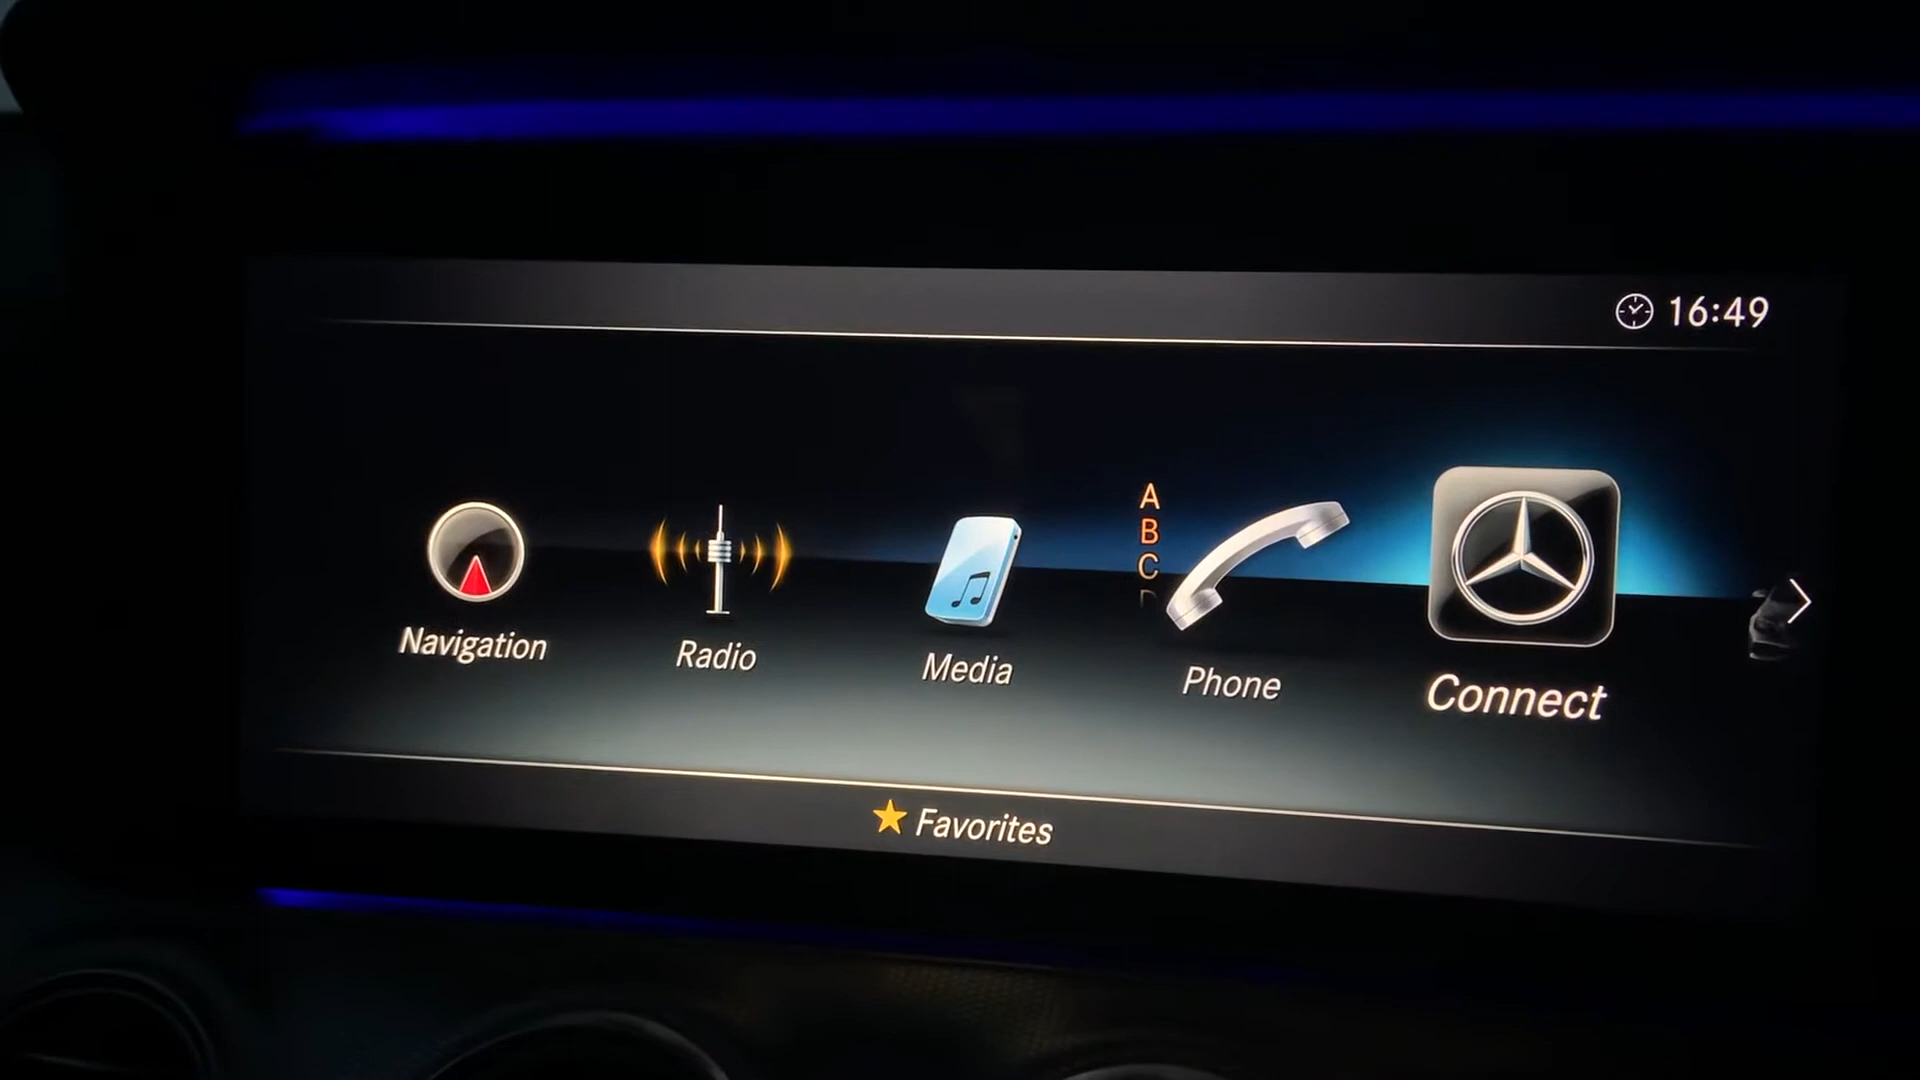 16:49
A
B
C
D
Navigation
Radio
Media
Phone
Connect
Favorites